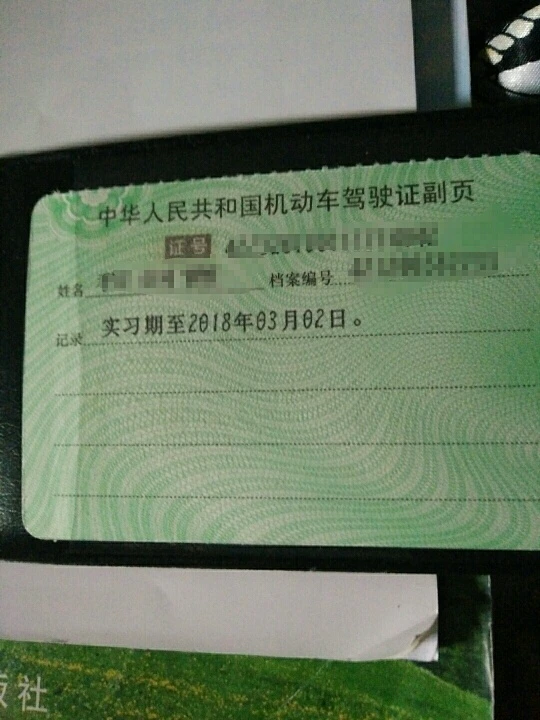 中华人民共和国机动车驾驶证副页
证号
姓名 档案编号
记录 实习期至2018年03月02日。
版社